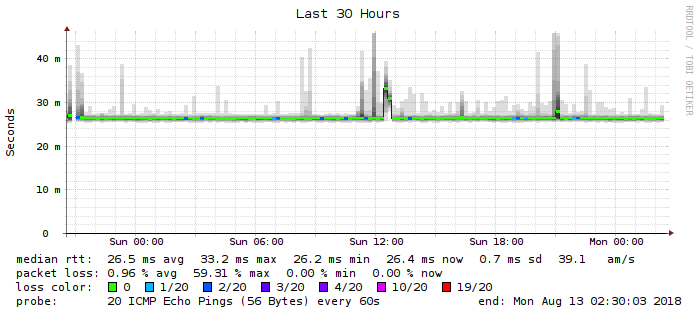 Last 30 Hours
RRDTOOL / TOBI OETIKER
Seconds
40 m
30 m
20 m
10 m
0
Sun 00:00 Sun 06:00 Sun 12:00 Sun 18:00 Mon 00:00
median rtt: 26.5 ms avg 33.2 ms max 26.2 ms min 26.4 ms now 0.7 ms sd 39.1 am/s
packet loss: 0.96 % avg 59.31 % max 0.00 % min 0.00 % now
loss color: 0 1/20 2/20 3/20 4/20 10/20 19/20
probe: 20 ICMP Echo Pings (56 Bytes) every 60s end: Mon Aug 13 02:30:03 2018